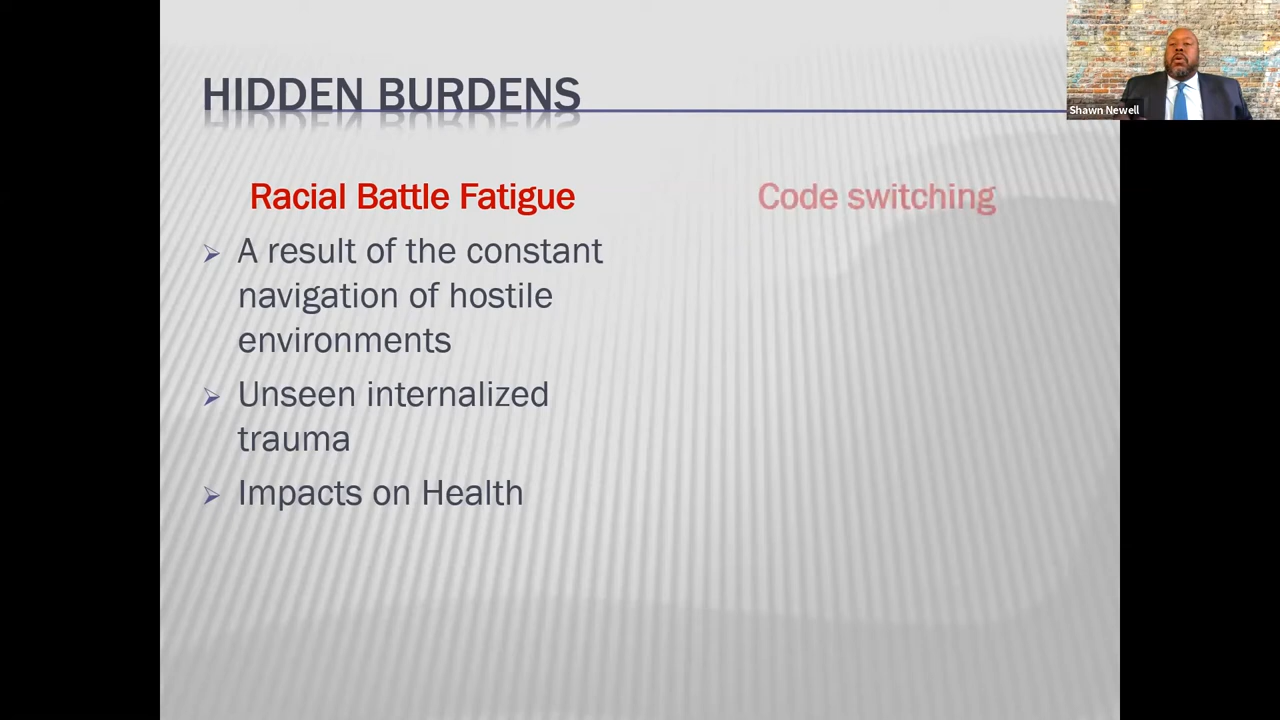 HIDDEN BURDENS
Shawn Newell
Racial Battle Fatigue
A result of the constant
navigation of hostile
environments
Unseen internalized
trauma
Impacts on Health
Code switching